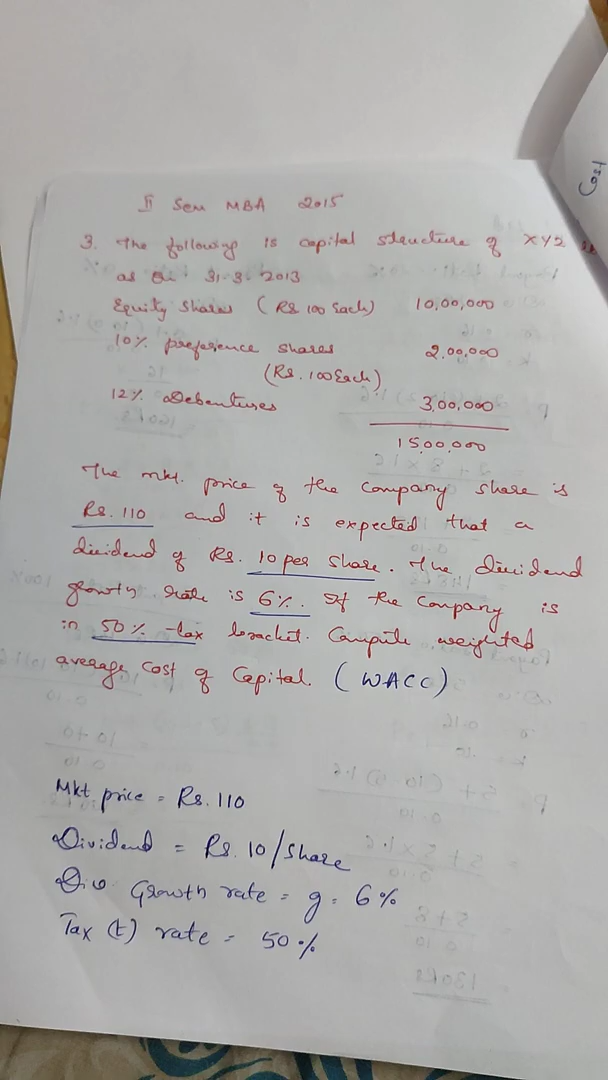 Cost
II Sem MBA 2015
3. The following is capital structure of XYZ
as on 31-3-2013
Equity Shares (RS 100 Each) 10,00,000
10% preference shares 2,00,000
(Rs. 100 Each)
12% Debentures 3,00,000
15,00,000
The mkt. price of the Company share is
Rs. 110 and it is expected that a
dividend of Rs. 10 per share. The dividend
growth rate is 6%. If the Company is
in 50% tax bracket. Compute weighted
average cost of Capital. (WACC)
Mkt price = Rs. 110
Dividend = Rs. 10/Share
Div. Growth rate = g = 6%
Tax (t) rate = 50%